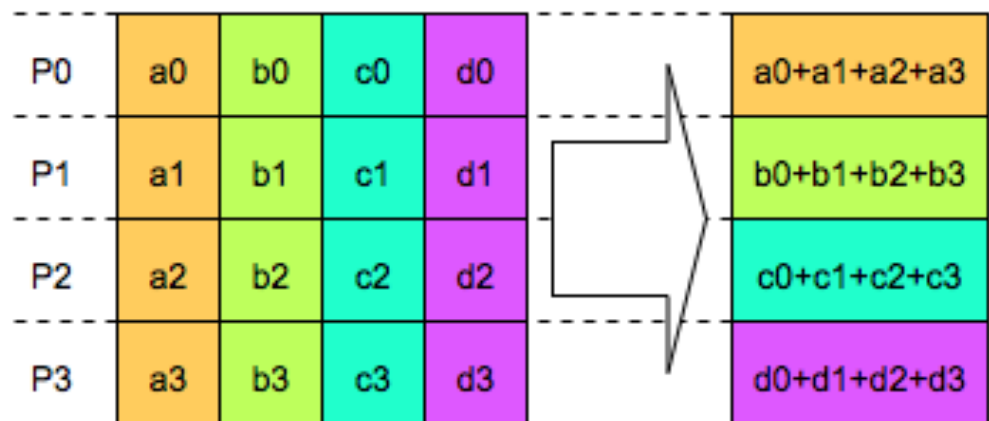 P0 a0 b0 c0 d0 a0+a1+a2+a3
P1 a1 b1 c1 d1 b0+b1+b2+b3
P2 a2 b2 c2 d2 c0+c1+c2+c3
P3 a3 b3 c3 d3 d0+d1+d2+d3